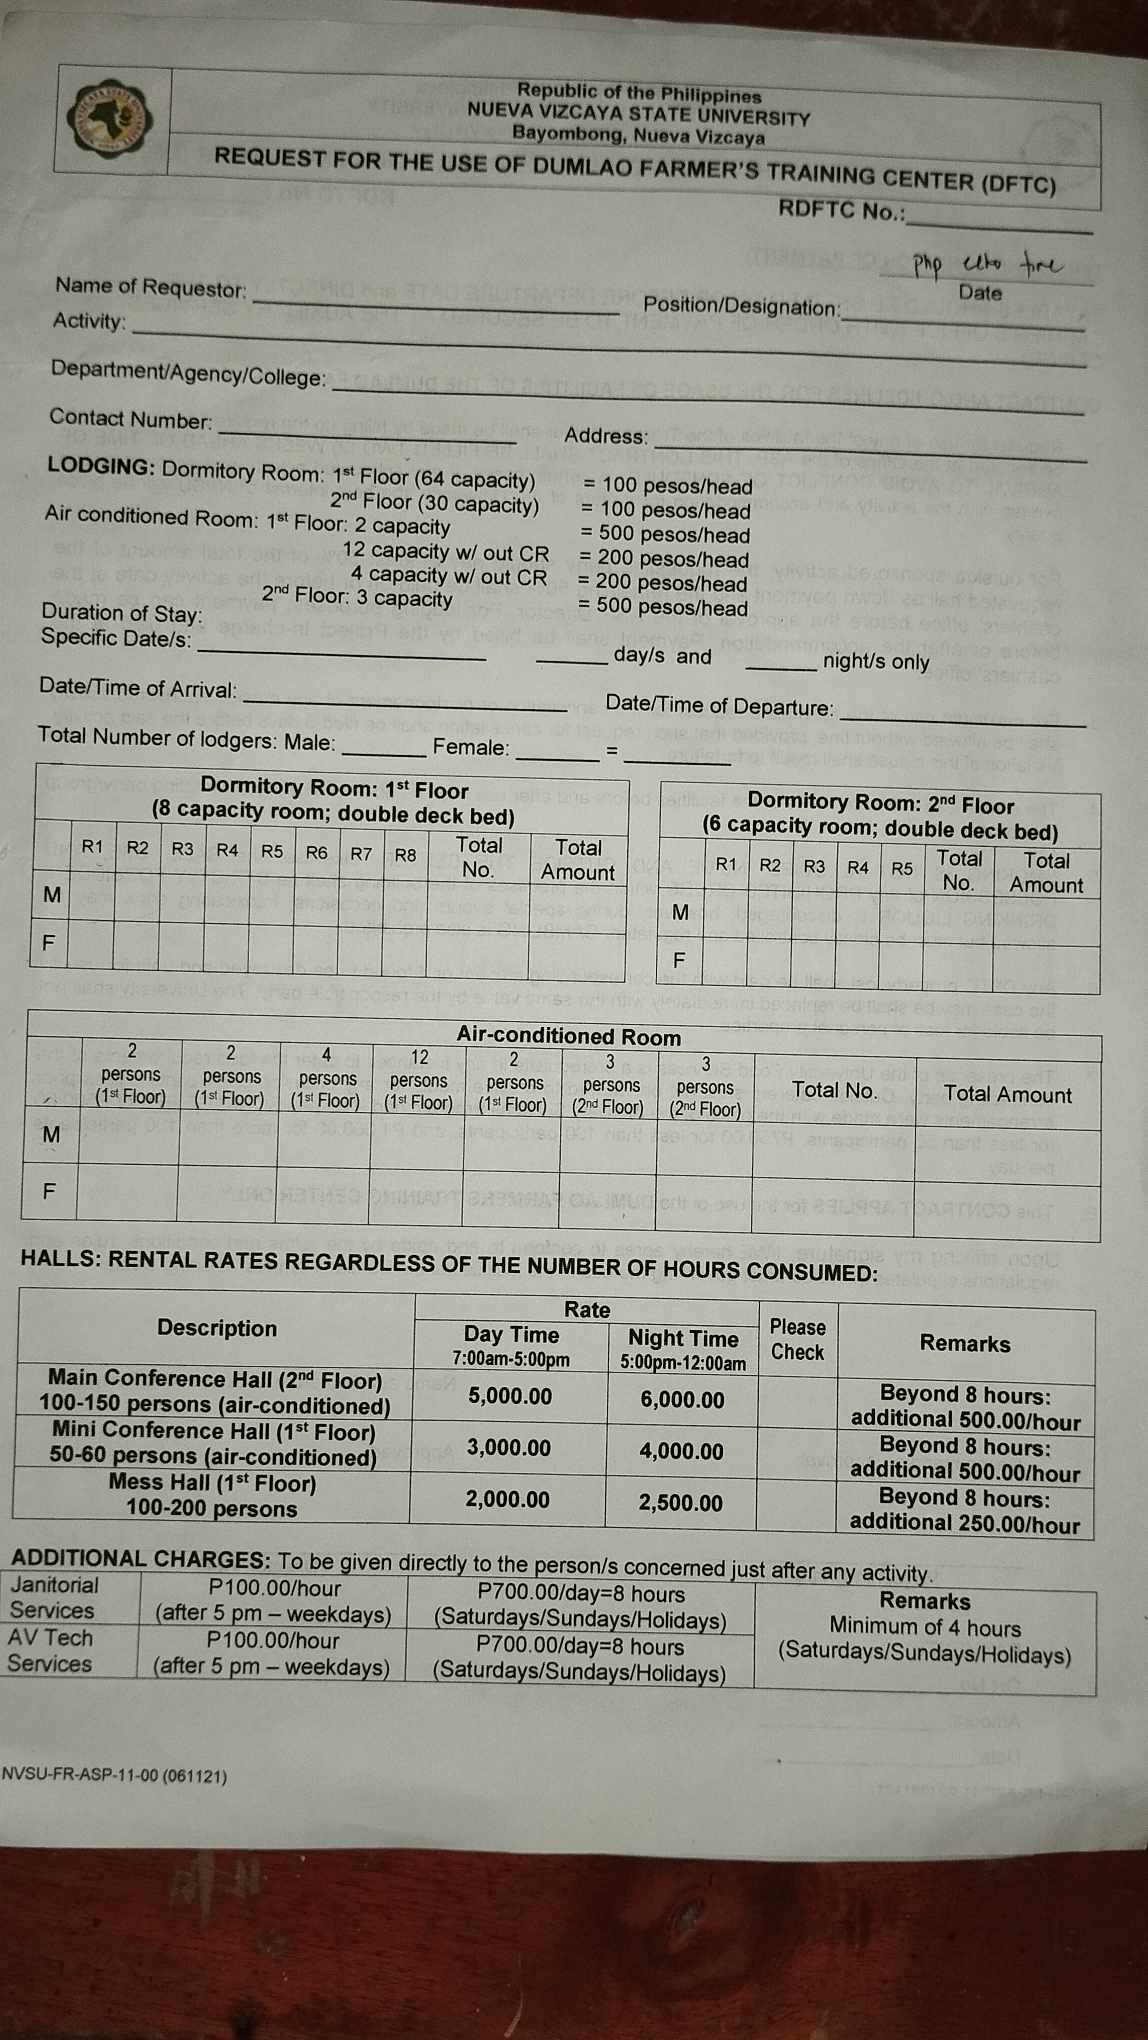 Republic of the Philippines
NUEVA VIZCAYA STATE UNIVERSITY
Bayombong, Nueva Vizcaya
REQUEST FOR THE USE OF DUMLAO FARMER'S TRAINING CENTER (DFTC)
RDFTC No.:
php echo
Date
Name of Requestor: Position/Designation:
Activity:
Department/Agency/College:
Contact Number: Address:
LODGING: Dormitory Room: 1st Floor (64 capacity) = 100 pesos/head
2nd Floor (30 capacity) = 100 pesos/head
Air conditioned Room: 1st Floor: 2 capacity = 500 pesos/head
12 capacity w/ out CR = 200 pesos/head
4 capacity w/ out CR = 200 pesos/head
2nd Floor: 3 capacity = 500 pesos/head
Duration of Stay:
Specific Date/s: day/s and night/s only
Date/Time of Arrival: Date/Time of Departure:
Total Number of lodgers: Male: Female: =
Dormitory Room: 1st Floor
(8 capacity room; double deck bed)
R1 R2 R3 R4 R5 R6 R7 R8 Total No. Total Amount
M
F
Dormitory Room: 2nd Floor
(6 capacity room; double deck bed)
R1 R2 R3 R4 R5 Total No. Total Amount
M
F
Air-conditioned Room
2 persons (1st Floor) 2 persons (1st Floor) 4 persons (1st Floor) 12 persons (1st Floor) 2 persons (1st Floor) 3 persons (2nd Floor) 3 persons (2nd Floor) Total No. Total Amount
M
F
HALLS: RENTAL RATES REGARDLESS OF THE NUMBER OF HOURS CONSUMED:
Description Rate Please Check Remarks
Day Time 7:00am-5:00pm Night Time 5:00pm-12:00am
Main Conference Hall (2nd Floor) 100-150 persons (air-conditioned) 5,000.00 6,000.00 Beyond 8 hours: additional 500.00/hour
Mini Conference Hall (1st Floor) 50-60 persons (air-conditioned) 3,000.00 4,000.00 Beyond 8 hours: additional 500.00/hour
Mess Hall (1st Floor) 100-200 persons 2,000.00 2,500.00 Beyond 8 hours: additional 250.00/hour
ADDITIONAL CHARGES: To be given directly to the person/s concerned just after any activity.
Janitorial Services P100.00/hour (after 5 pm – weekdays) P700.00/day=8 hours (Saturdays/Sundays/Holidays) Remarks Minimum of 4 hours (Saturdays/Sundays/Holidays)
AV Tech Services P100.00/hour (after 5 pm – weekdays) P700.00/day=8 hours (Saturdays/Sundays/Holidays)
NVSU-FR-ASP-11-00 (061121)